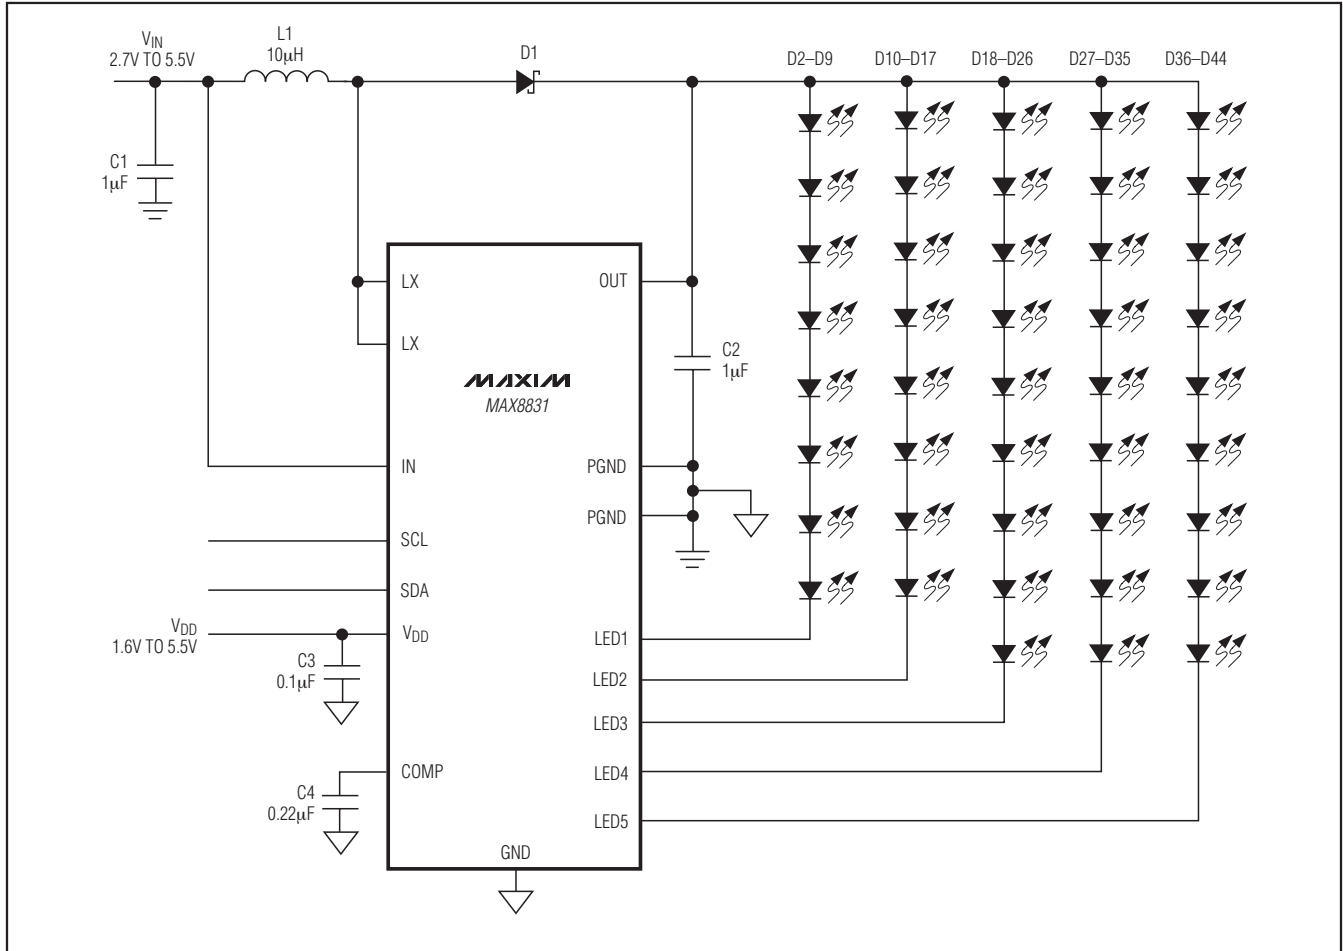 V_IN
2.7V TO 5.5V
L1
10µH
D1
D2–D9
D10–D17
D18–D26
D27–D35
D36–D44
C1
1µF
LX
OUT
LX
C2
1µF
MAXIM
MAX8831
IN
PGND
PGND
SCL
SDA
V_DD
1.6V TO 5.5V
V_DD
LED1
C3
0.1µF
LED2
LED3
COMP
LED4
C4
0.22µF
LED5
GND